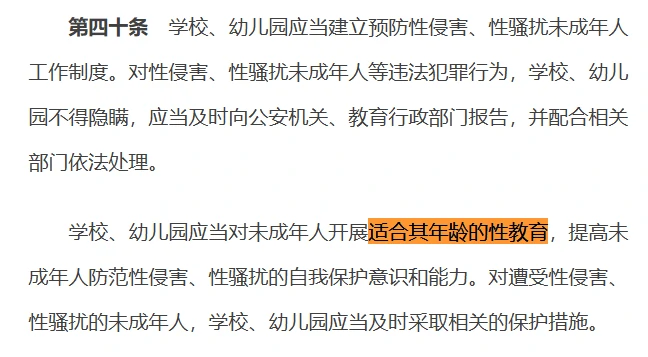 第四十条　学校、幼儿园应当建立预防性侵害、性骚扰未成年人
工作制度。对性侵害、性骚扰未成年人等违法犯罪行为，学校、幼儿
园不得隐瞒，应当及时向公安机关、教育行政部门报告，并配合相关
部门依法处理。
学校、幼儿园应当对未成年人开展适合其年龄的性教育，提高未
成年人防范性侵害、性骚扰的自我保护意识和能力。对遭受性侵害、
性骚扰的未成年人，学校、幼儿园应当及时采取相关的保护措施。